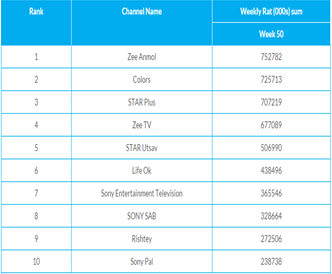 Rank Channel Name Weekly Rat (000s) sum
Week 50
1 Zee Anmol 752782
2 Colors 725713
3 STAR Plus 707219
4 Zee TV 677089
5 STAR Utsav 506990
6 Life Ok 438496
7 Sony Entertainment Television 365546
8 SONY SAB 328664
9 Rishtey 272506
10 Sony Pal 238738